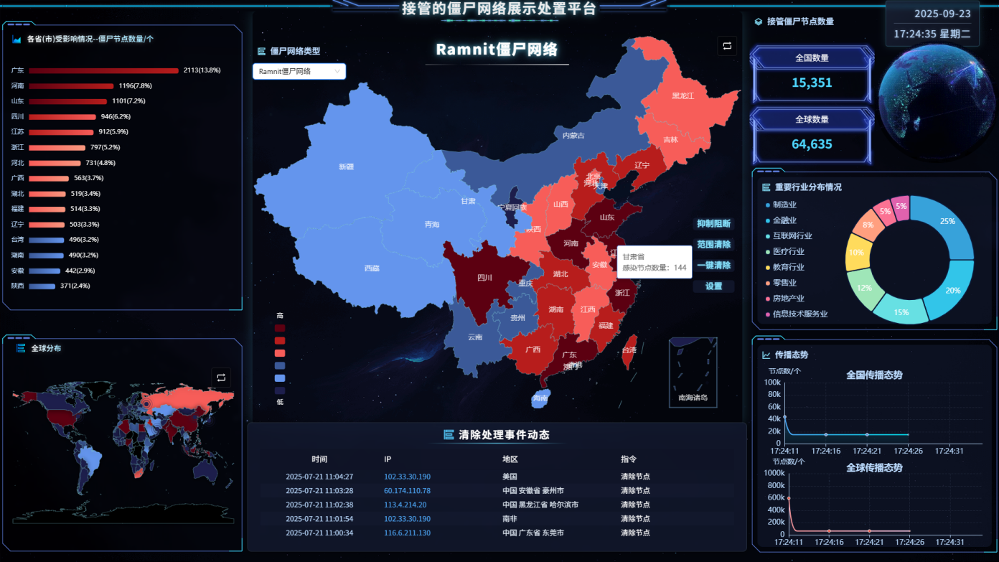 接管的僵尸网络展示处置平台
2025-09-23
17:24:35 星期二
各省(市)受影响情况--僵尸节点数量/个
广东 2113(13.8%)
河南 1196(7.8%)
山东 1101(7.2%)
四川 946(6.2%)
江苏 912(5.9%)
浙江 797(5.2%)
河北 731(4.8%)
广西 563(3.7%)
湖北 519(3.4%)
福建 514(3.3%)
辽宁 503(3.3%)
台湾 496(3.2%)
湖南 490(3.2%)
安徽 442(2.9%)
陕西 371(2.4%)
全球分布
僵尸网络类型
Ramnit僵尸网络
Ramnit僵尸网络
黑龙江
内蒙古
吉林
新疆
辽宁
北京
河北
天津
甘肃
宁夏回族
山西
山东
青海
陕西
河南
江
西藏
四川
安徽
湖北
重庆
浙江
湖南
江西
贵州
福建
云南
广西
广东
台湾
香港
澳门
海南
南海诸岛
甘肃省
感染节点数量: 144
高
低
抑制阻断
范围清除
一键清除
设置
清除处理事件动态
时间 IP 地区 指令
2025-07-21 11:04:27 102.33.30.190 美国 清除节点
2025-07-21 11:03:28 60.174.110.78 中国 安徽省 亳州市 清除节点
2025-07-21 11:02:38 113.4.214.20 中国 黑龙江省 哈尔滨市 清除节点
2025-07-21 11:01:54 102.33.30.190 南非 清除节点
2025-07-21 11:00:34 116.6.211.130 中国 广东省 东莞市 清除节点
接管僵尸节点数量
全国数量
15,351
全球数量
64,635
重要行业分布情况
制造业
金融业
互联网行业
医疗行业
教育行业
零售业
房地产业
信息技术服务业
25%
20%
15%
12%
10%
8%
5%
5%
传播态势
节点数/个
全国传播态势
100k
80k
60k
40k
20k
0
17:24:11 17:24:16 17:24:21 17:24:26 17:24:31
节点数/个
全球传播态势
1000k
800k
600k
400k
200k
0
17:24:11 17:24:16 17:24:21 17:24:26 17:24:31